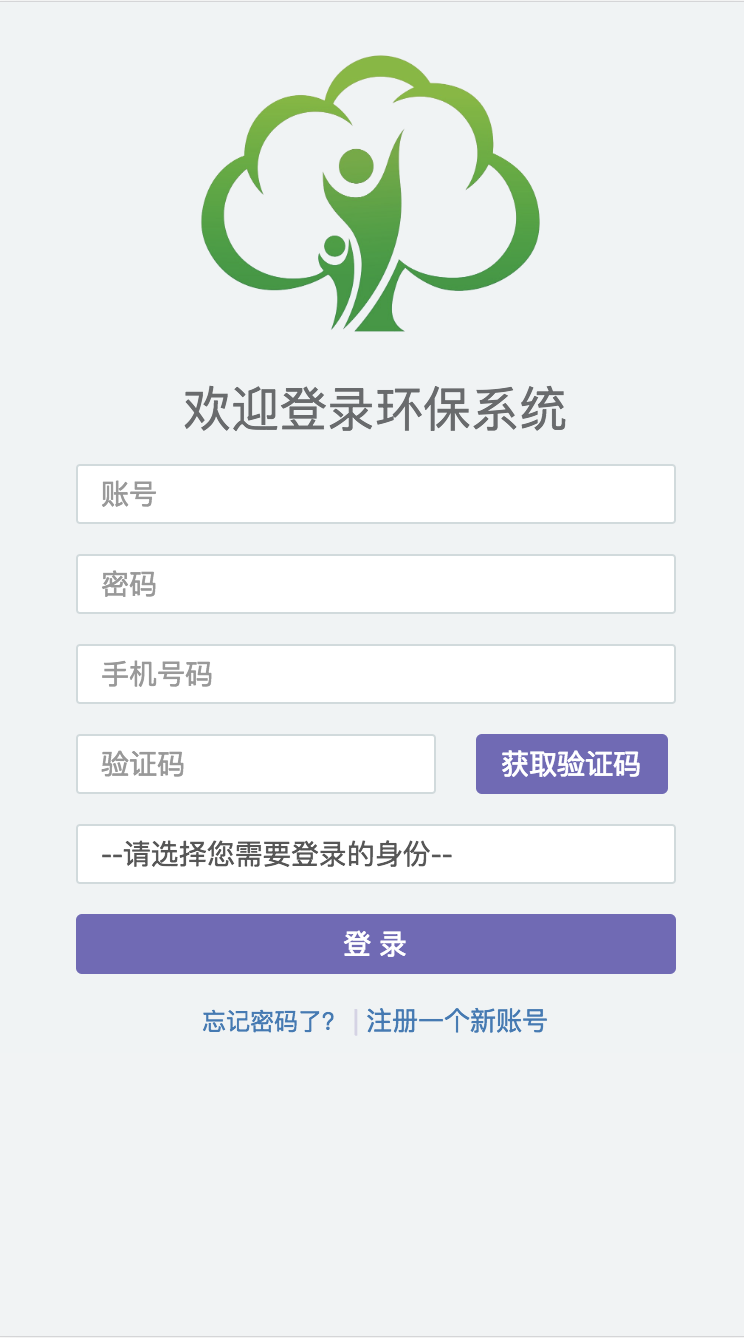 欢迎登录环保系统
账号
密码
手机号码
验证码 获取验证码
--请选择您需要登录的身份--
登 录
忘记密码了? | 注册一个新账号